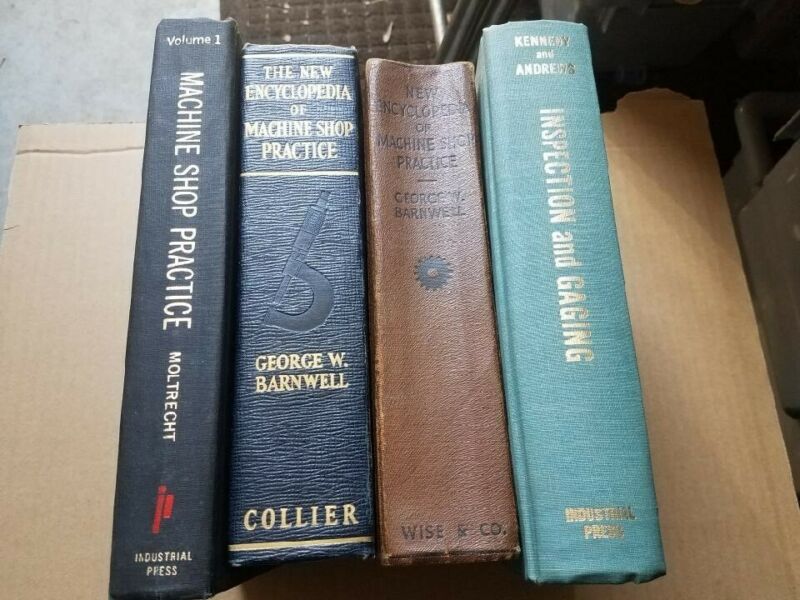 Volume 1
MACHINE SHOP PRACTICE
MOLTRECHT
INDUSTRIAL
PRESS
THE NEW
ENCYCLOPEDIA
OF
MACHINE SHOP
PRACTICE
GEORGE W.
BARNWELL
COLLIER
NEW
ENCYCLOPEDIA
OF
MACHINE SHOP
PRACTICE
GEORGE W.
BARNWELL
WISE & CO.
KENNEDY
and
ANDREWS
INSPECTION and GAGING
INDUSTRIAL
PRESS